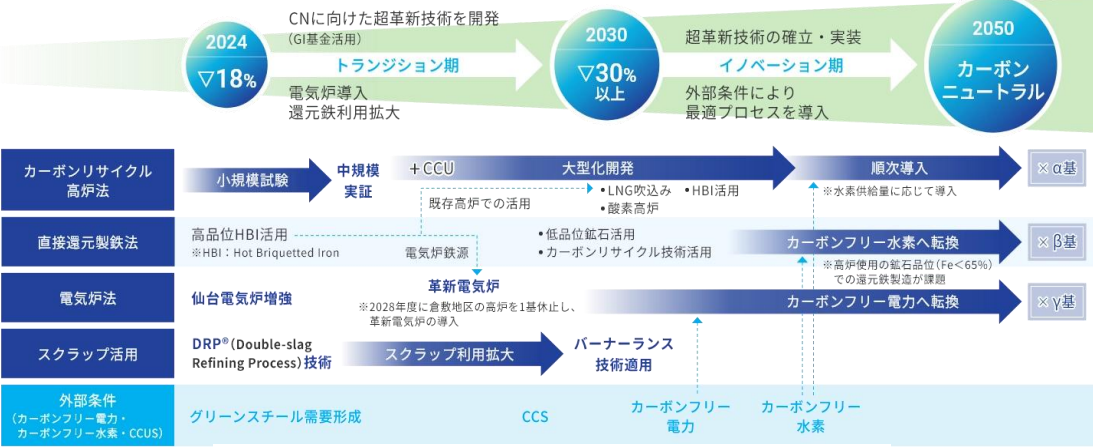 CNに向けた超革新技術を開発
(GI基金活用)
2024
▽18%
トランジション期
電気炉導入
還元鉄利用拡大
2030
▽30%
以上
超革新技術の確立・実装
イノベーション期
外部条件により
最適プロセスを導入
2050
カーボン
ニュートラル
カーボンリサイクル
高炉法
小規模試験
中規模
実証
+CCU
大型化開発
順次導入
× α基
既存高炉での活用
•LNG吹込み •HBI活用
•酸素高炉
※水素供給量に応じて導入
直接還元製鉄法
高品位HBI活用
※HBI:Hot Briquetted Iron
電気炉鉄源
•低品位鉱石活用
•カーボンリサイクル技術活用
カーボンフリー水素へ転換
× β基
※高炉使用の鉱石品位(Fe<65%)
での還元鉄製造が課題
電気炉法
仙台電気炉増強
革新電気炉
※2028年度に倉敷地区の高炉を1基休止し、
革新電気炉の導入
カーボンフリー電力へ転換
× γ基
スクラップ活用
DRP®(Double-slag
Refining Process)技術
スクラップ利用拡大
バーナーランス
技術適用
外部条件
(カーボンフリー電力・
カーボンフリー水素・CCUS)
グリーンスチール需要形成
CCS
カーボンフリー
電力
カーボンフリー
水素